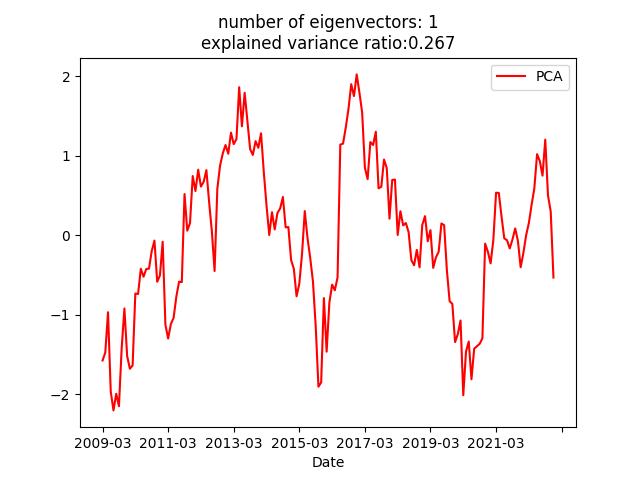 number of eigenvectors: 1
explained variance ratio:0.267
PCA
2
1
0
−1
−2
2009-03 2011-03 2013-03 2015-03 2017-03 2019-03 2021-03
Date